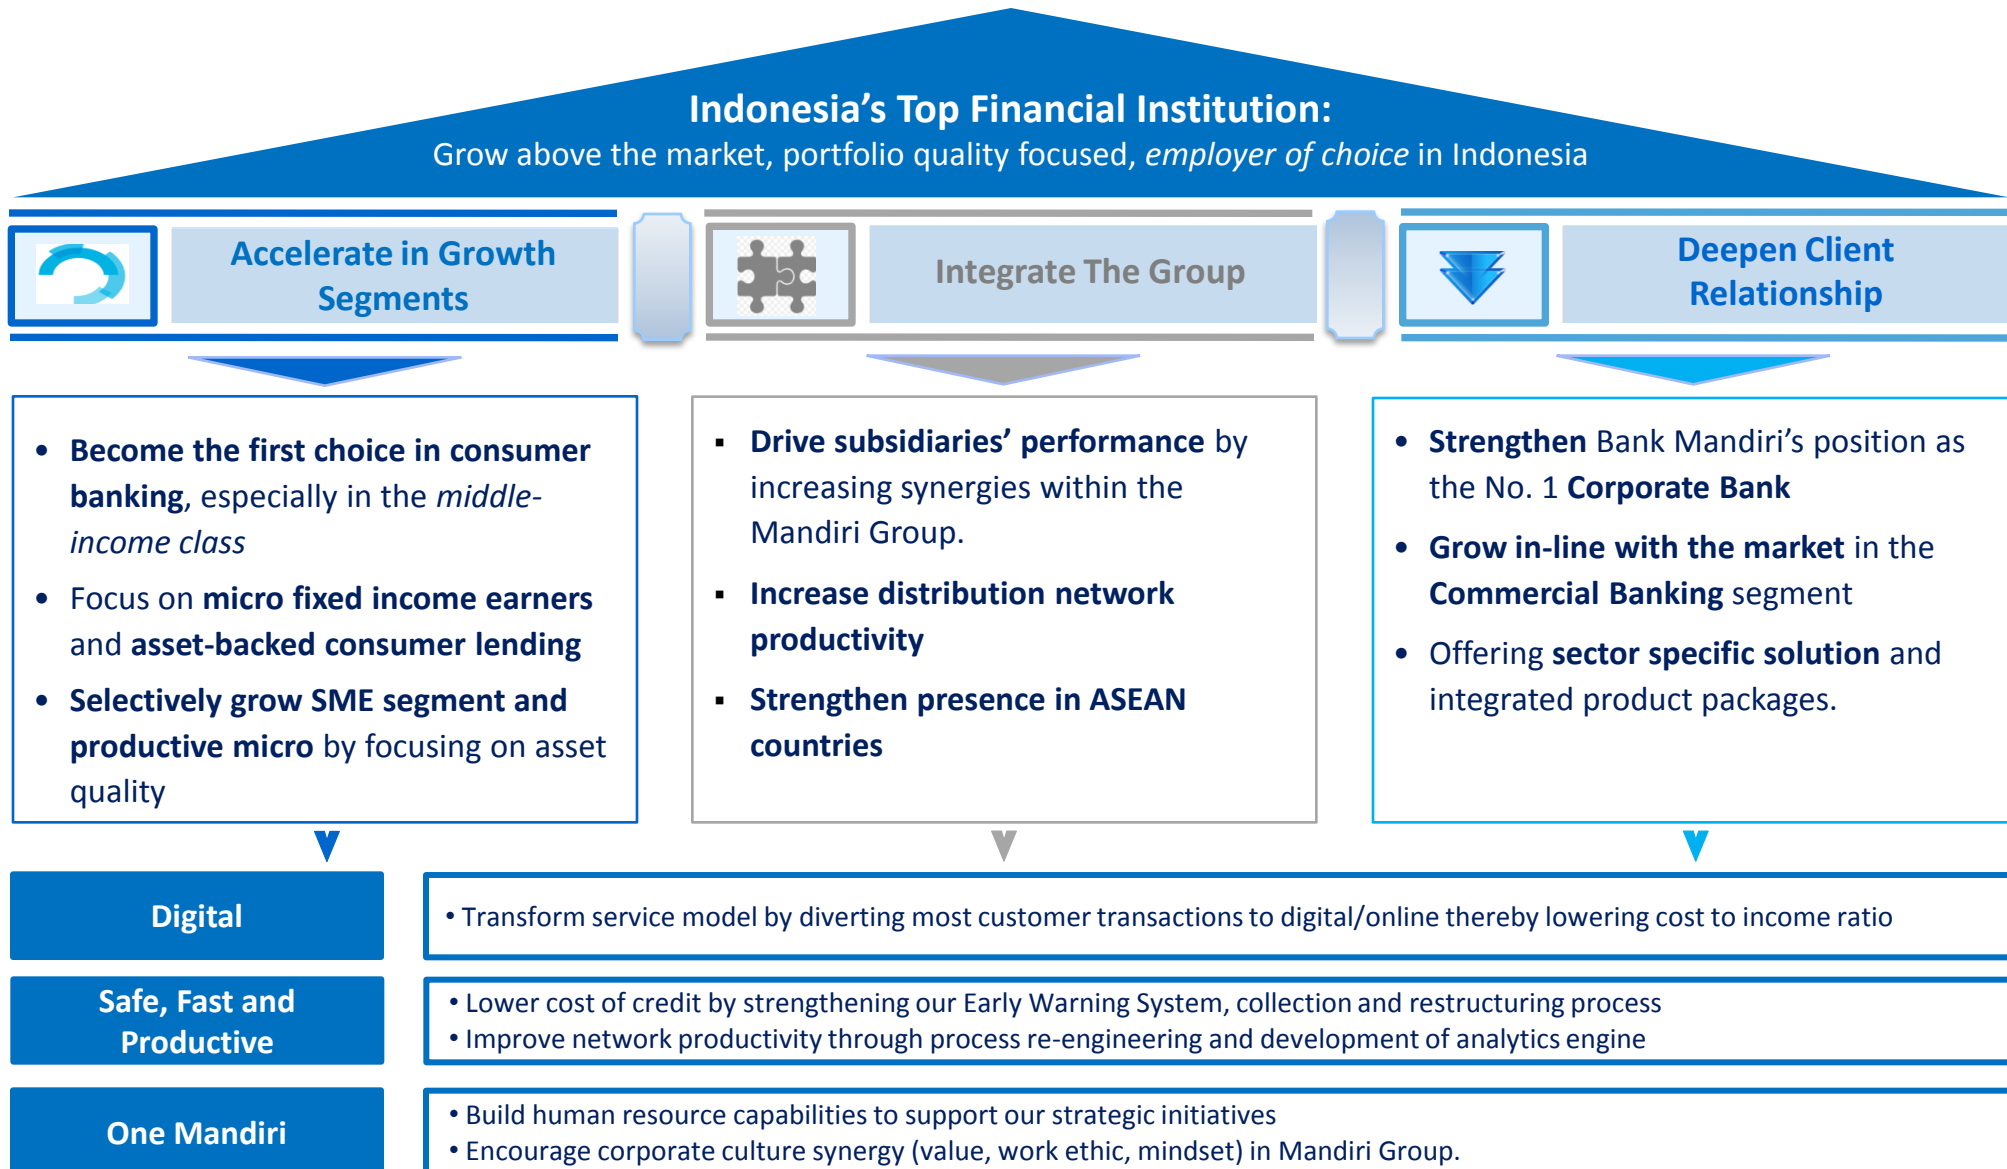 Indonesia's Top Financial Institution:
Grow above the market, portfolio quality focused, employer of choice in Indonesia
Accelerate in Growth
Segments
Integrate The Group
Deepen Client
Relationship
• Become the first choice in consumer
banking, especially in the middle-
income class
• Focus on micro fixed income earners
and asset-backed consumer lending
• Selectively grow SME segment and
productive micro by focusing on asset
quality
▪ Drive subsidiaries' performance by
increasing synergies within the
Mandiri Group.
▪ Increase distribution network
productivity
▪ Strengthen presence in ASEAN
countries
• Strengthen Bank Mandiri's position as
the No. 1 Corporate Bank
• Grow in-line with the market in the
Commercial Banking segment
• Offering sector specific solution and
integrated product packages.
Digital
• Transform service model by diverting most customer transactions to digital/online thereby lowering cost to income ratio
Safe, Fast and
Productive
• Lower cost of credit by strengthening our Early Warning System, collection and restructuring process
• Improve network productivity through process re-engineering and development of analytics engine
One Mandiri
• Build human resource capabilities to support our strategic initiatives
• Encourage corporate culture synergy (value, work ethic, mindset) in Mandiri Group.